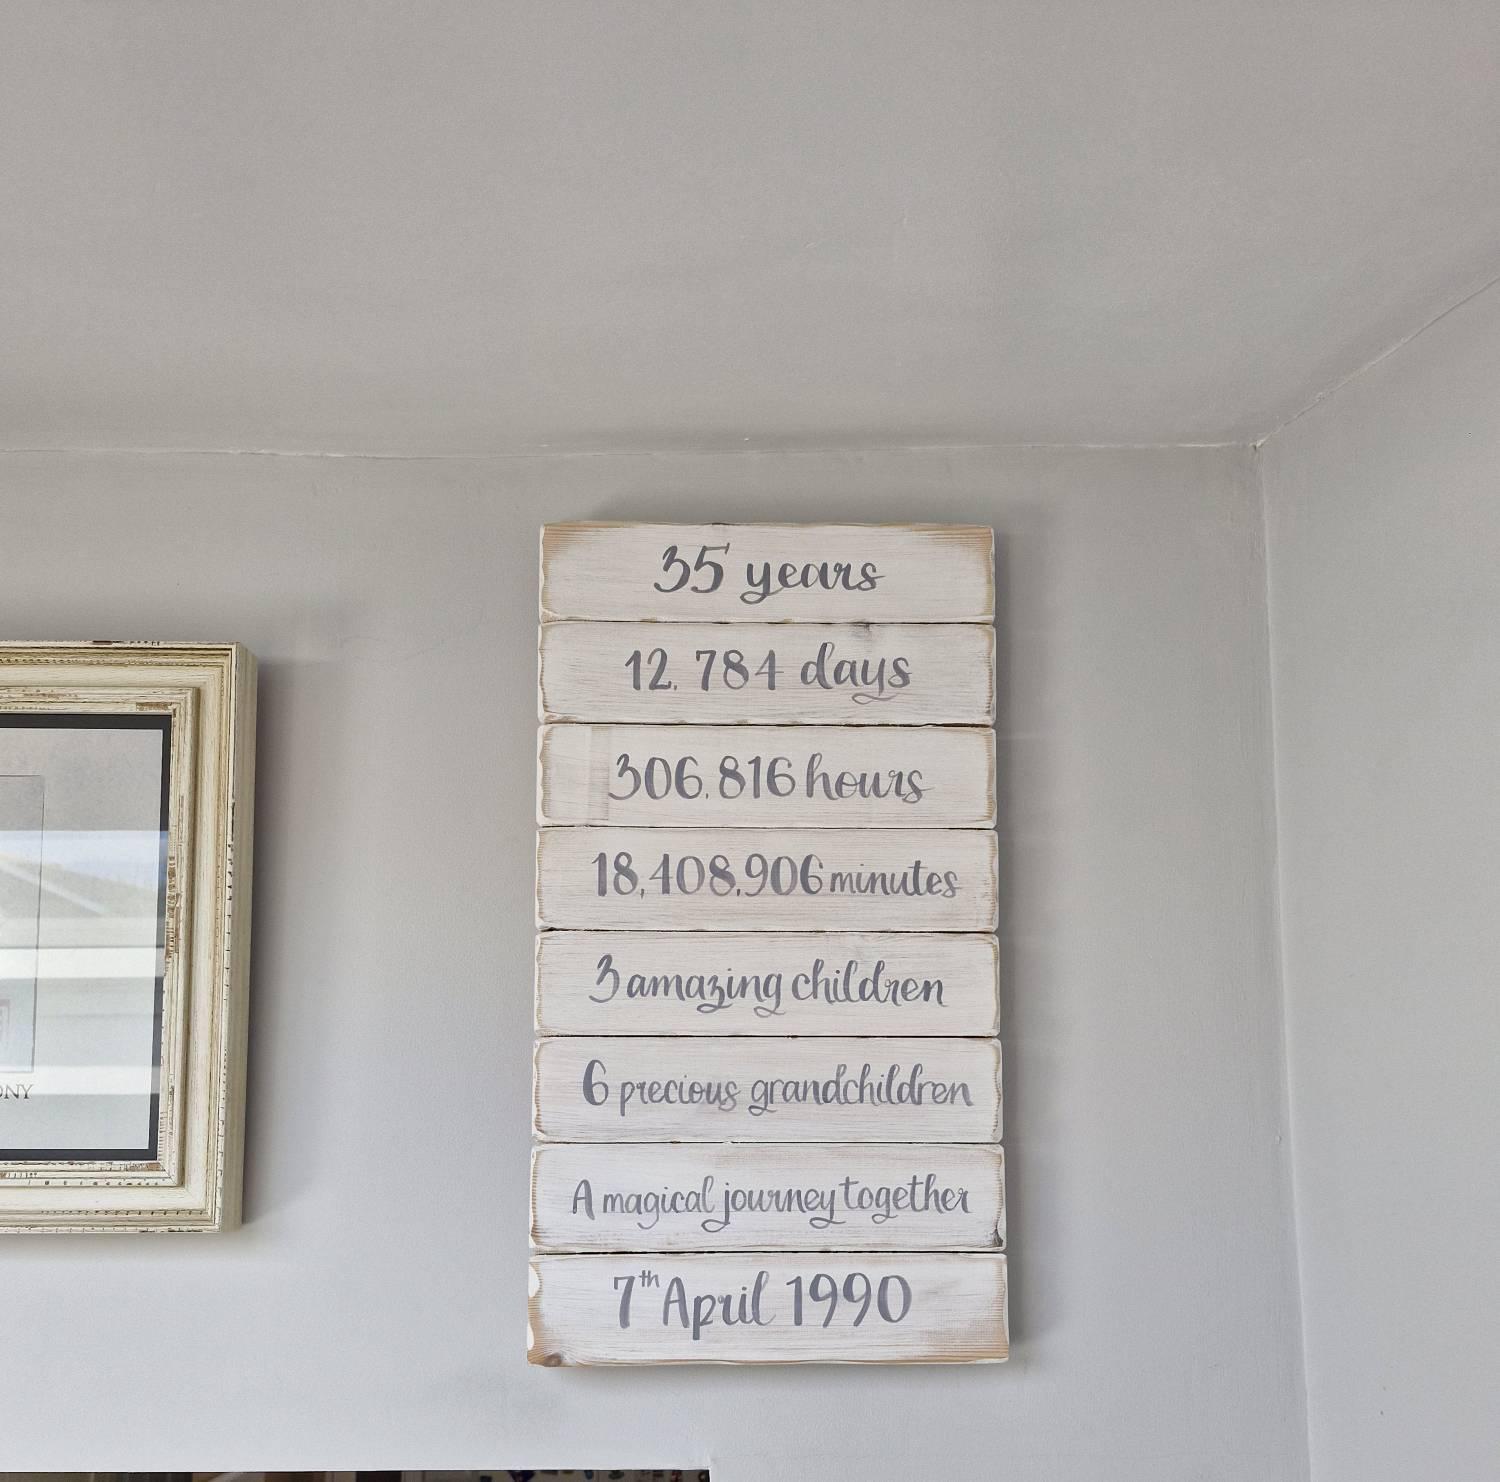 35 years
12.784 days
306.816 hours
18,408,906 minutes
3 amazing children
6 precious grandchildren
A magical journey together
7th April 1990